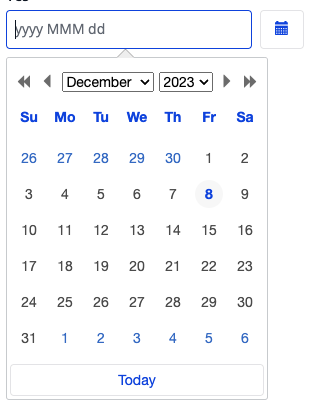 yyyy MMM dd
December 2023
Su Mo Tu We Th Fr Sa
26 27 28 29 30 1 2
3 4 5 6 7 8 9
10 11 12 13 14 15 16
17 18 19 20 21 22 23
24 25 26 27 28 29 30
31 1 2 3 4 5 6
Today